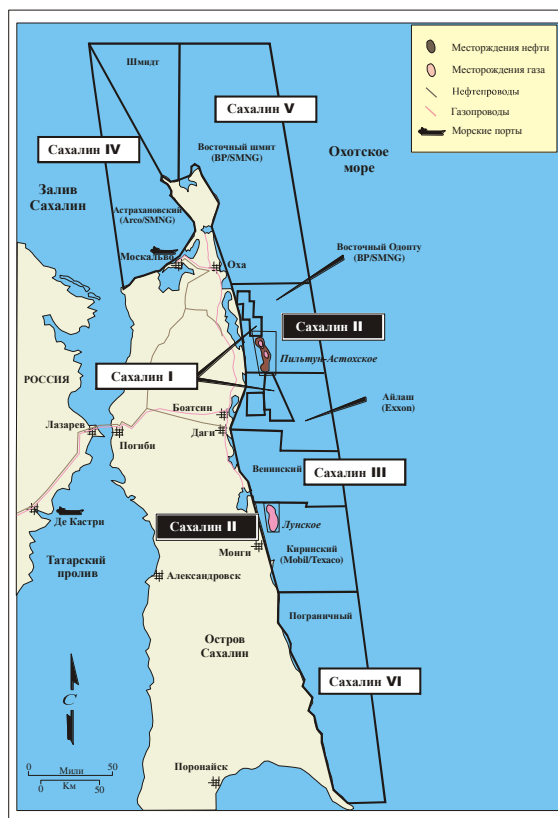 Месторждения нефти
Месторождения газа
Нефтепроводы
Газопроводы
Морские порты
Шмидт
Сахалин V
Сахалин IV
Восточный шмит
(BP/SMNG)
Охотское
море
Залив
Сахалин
Астрахановский
(Arco/SMNG)
Москальво
Оха
Восточный Одопту
(BP/SMNG)
Сахалин II
Пильтун-Астохское
РОССИЯ
Сахалин I
Айлаш
(Exxon)
Боатсин
Лазарев
Погиби
Даги
Венинский
Сахалин III
Де Кастри
Сахалин II
Лунское
Монги
Киринский
(Mobil/Texaco)
Татарский
пролив
Александровск
Пограничный
Остров
Сахалин
Сахалин VI
С
Поронайск
0
50
Мили
Км
0
50